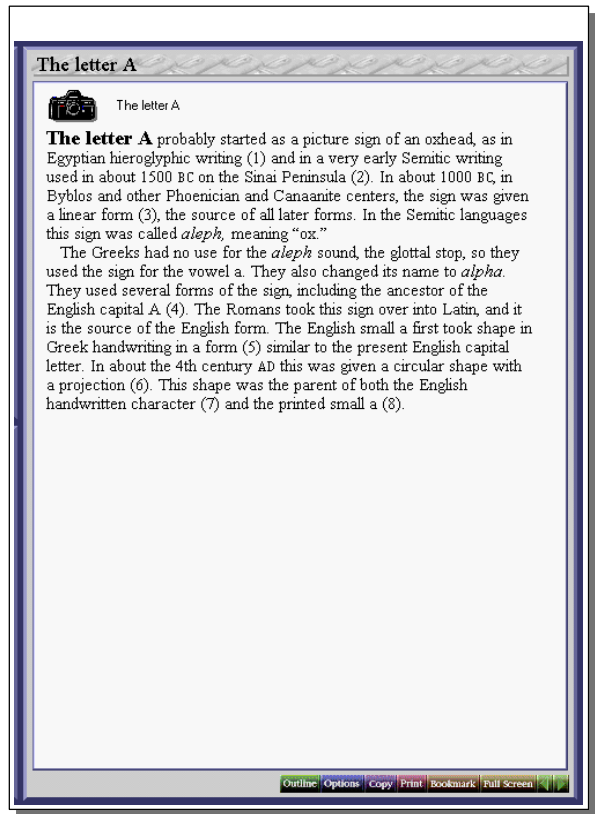 The letter A
The letter A
The letter A probably started as a picture sign of an oxhead, as in
Egyptian hieroglyphic writing (1) and in a very early Semitic writing
used in about 1500 BC on the Sinai Peninsula (2). In about 1000 BC, in
Byblos and other Phoenician and Canaanite centers, the sign was given
a linear form (3), the source of all later forms. In the Semitic languages
this sign was called aleph, meaning “ox.”
The Greeks had no use for the aleph sound, the glottal stop, so they
used the sign for the vowel a. They also changed its name to alpha.
They used several forms of the sign, including the ancestor of the
English capital A (4). The Romans took this sign over into Latin, and it
is the source of the English form. The English small a first took shape in
Greek handwriting in a form (5) similar to the present English capital
letter. In about the 4th century AD this was given a circular shape with
a projection (6). This shape was the parent of both the English
handwritten character (7) and the printed small a (8).
Outline Options Copy Print Bookmark Full Screen